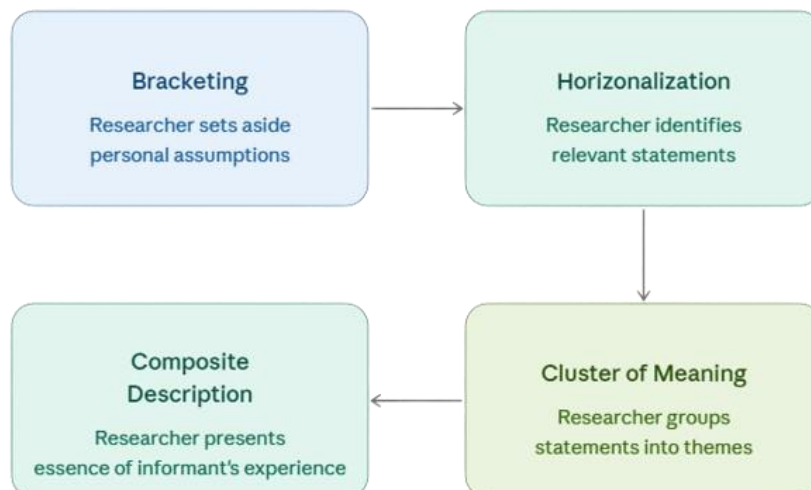 Bracketing
Researcher sets aside
personal assumptions
Horizonalization
Researcher identifies
relevant statements
Cluster of Meaning
Researcher groups
statements into themes
Composite
Description
Researcher presents
essence of informant's experience